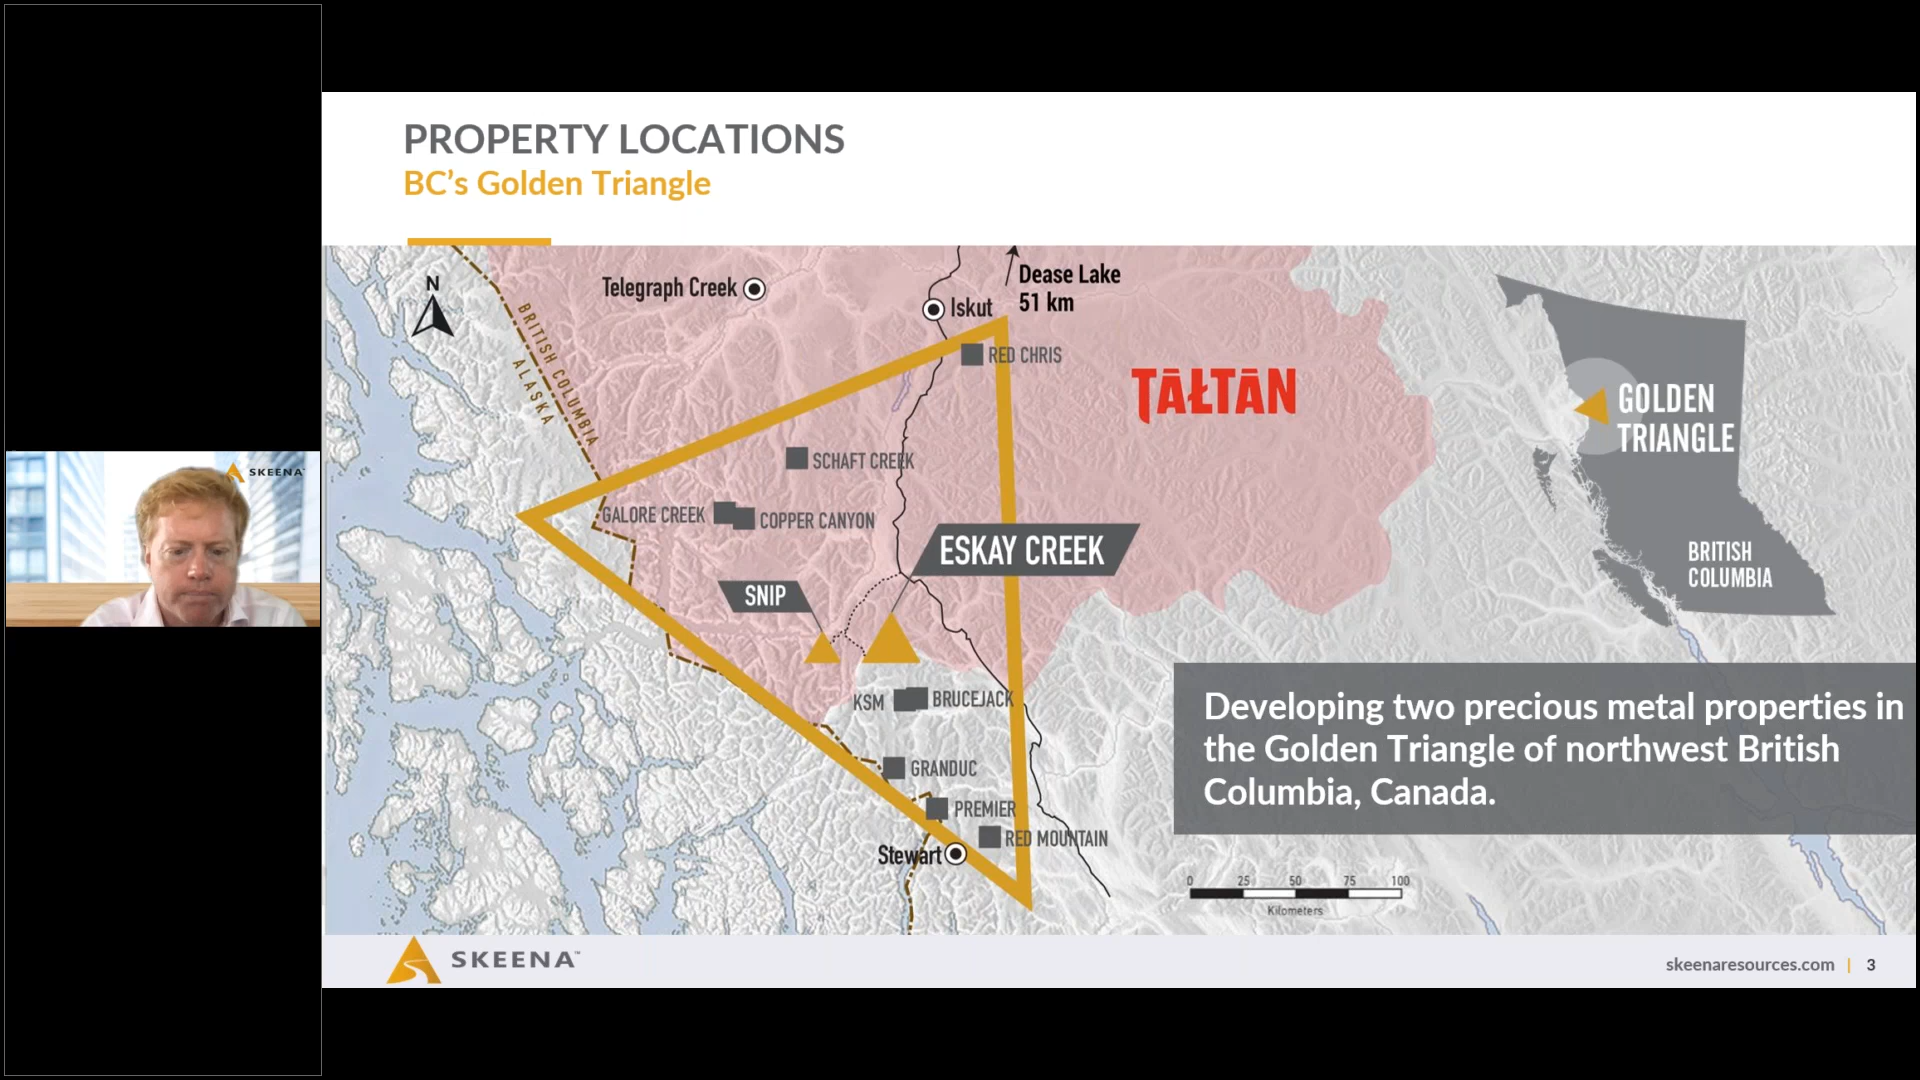 PROPERTY LOCATIONS
BC's Golden Triangle
N
Telegraph Creek
Iskut
Dease Lake
51 km
BRITISH COLUMBIA
ALASKA
RED CHRIS
TĀŁTĀN
SCHAFT CREEK
GALORE CREEK
COPPER CANYON
ESKAY CREEK
SNIP
KSM
BRUCEJACK
GRANDUC
PREMIER
RED MOUNTAIN
Stewart
GOLDEN
TRIANGLE
BRITISH
COLUMBIA
Developing two precious metal properties in
the Golden Triangle of northwest British
Columbia, Canada.
0 25 50 75 100
Kilometers
SKEENA™
skeenaresources.com | 3
SKEENA